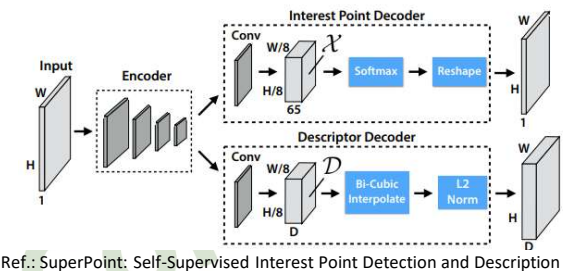 Interest Point Decoder
Conv
W/8
X
H/8
65
Softmax
Reshape
W
H
1
Input
W
H
1
Encoder
Descriptor Decoder
Conv
W/8
D
H/8
D
Bi-Cubic
Interpolate
L2
Norm
W
H
D
Ref.: SuperPoint: Self-Supervised Interest Point Detection and Description